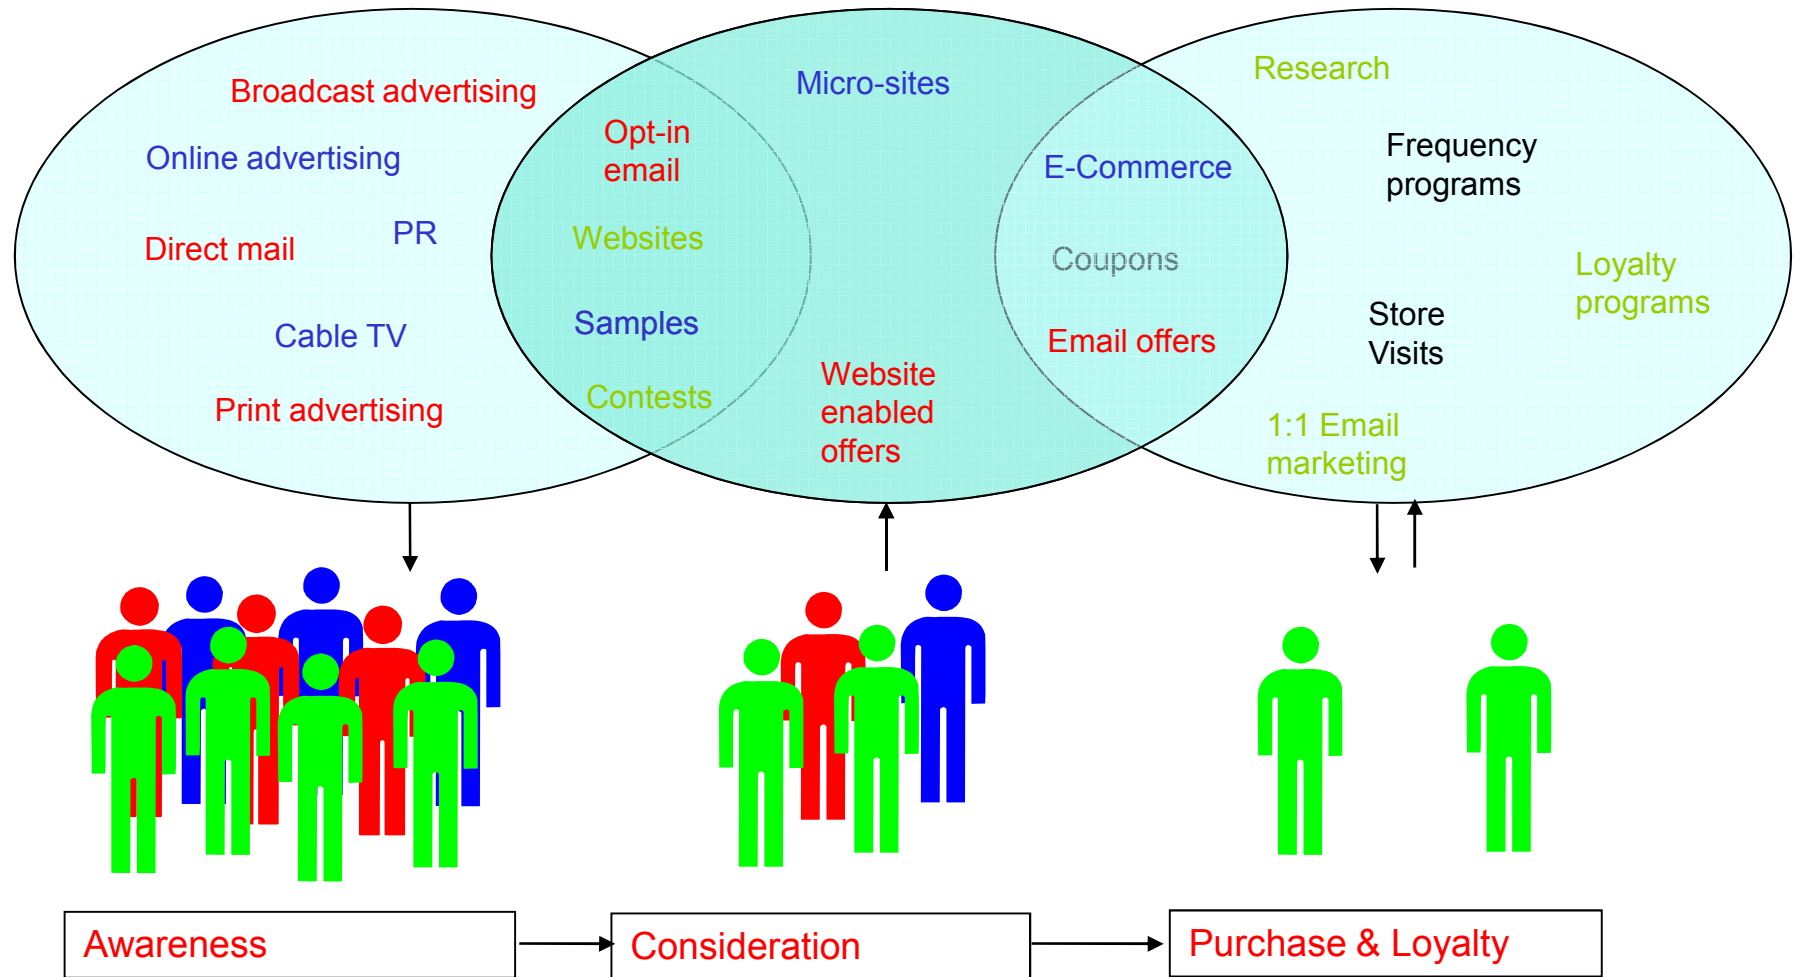 Broadcast advertising
Online advertising
PR
Direct mail
Cable TV
Print advertising
Opt-in
email
Websites
Samples
Contests
Micro-sites
Website
enabled
offers
E-Commerce
Coupons
Email offers
Research
Frequency
programs
Loyalty
programs
Store
Visits
1:1 Email
marketing
Awareness
Consideration
Purchase & Loyalty